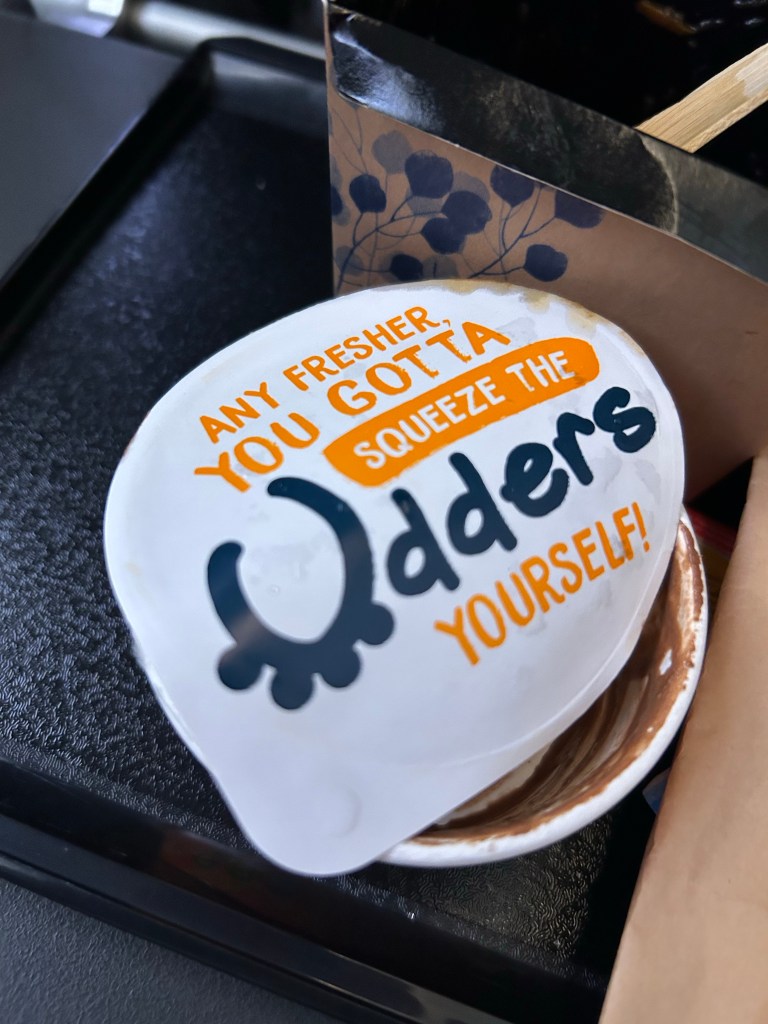 ANY FRESHER,
YOU GOTTA
SQUEEZE THE
Udders
YOURSELF!